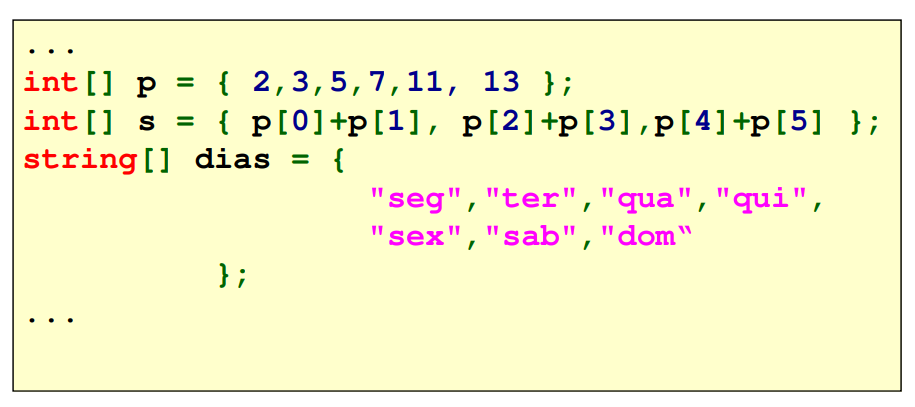 ...
int[] p = { 2,3,5,7,11, 13 };
int[] s = { p[0]+p[1], p[2]+p[3],p[4]+p[5] };
string[] dias = {
"seg","ter","qua","qui",
"sex","sab","dom“
};
...